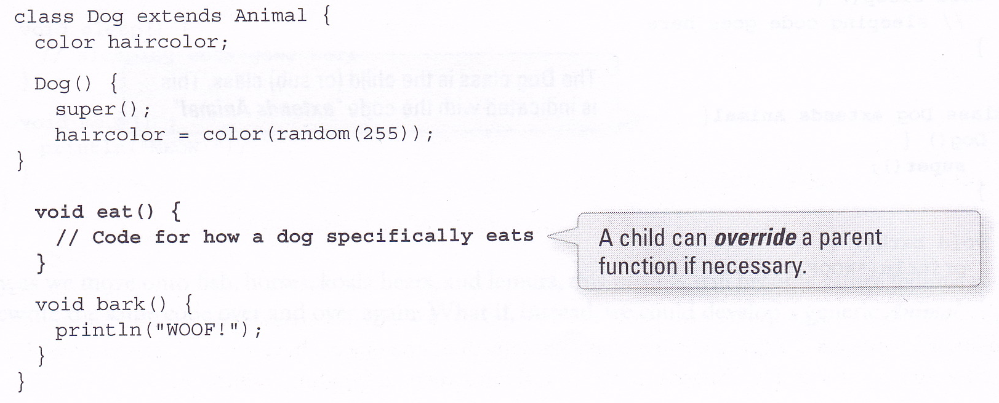 class Dog extends Animal {
color haircolor;
Dog() {
super();
haircolor = color(random(255));
}
void eat() {
// Code for how a dog specifically eats
}
A child can override a parent
function if necessary.
void bark() {
println("WOOF!");
}
}